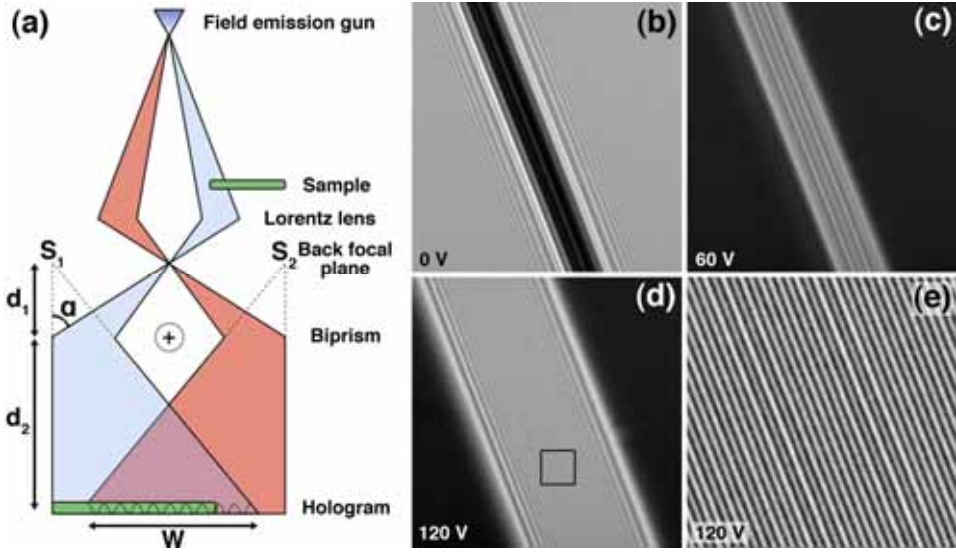 (a)
Field emission gun
Sample
Lorentz lens
S1
S2 Back focal
plane
d1
α
Biprism
+
d2
Hologram
W
(b)
0 V
(c)
60 V
(d)
120 V
(e)
120 V